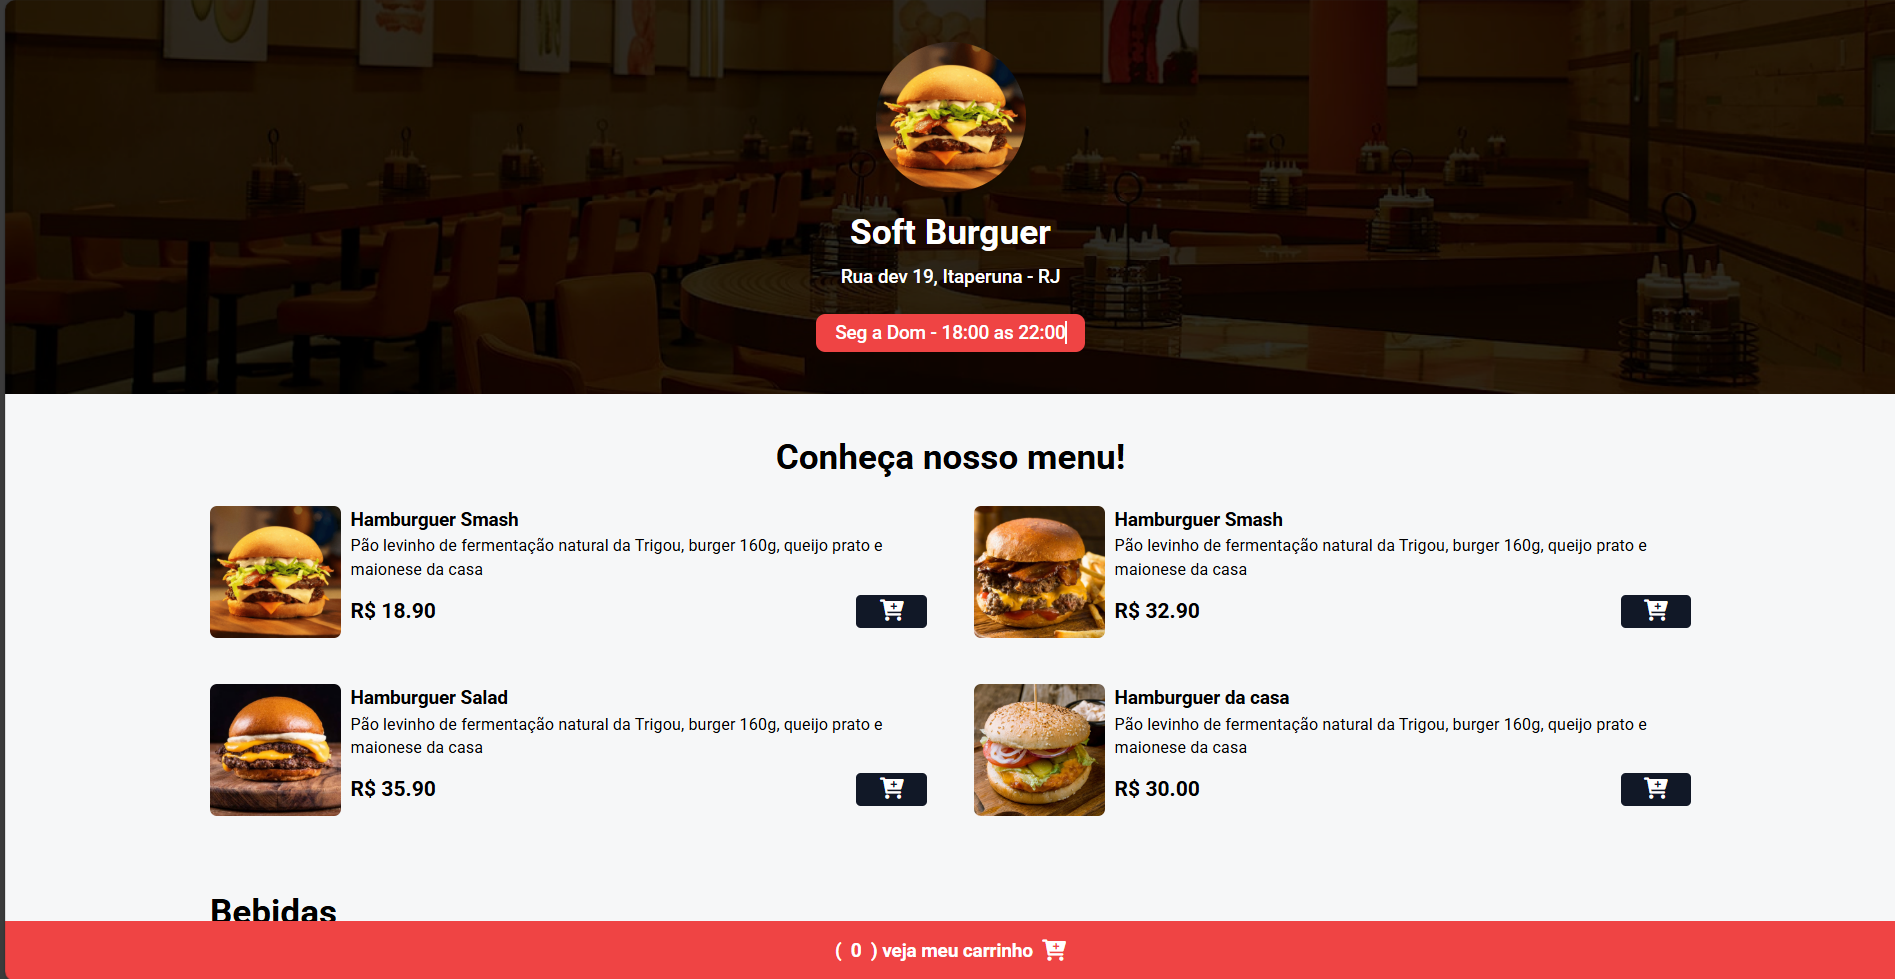 Soft Burguer
Rua dev 19, Itaperuna - RJ
Seg a Dom - 18:00 as 22:00
Conheça nosso menu!
Hamburguer Smash
Pão levinho de fermentação natural da Trigou, burger 160g, queijo prato e
maionese da casa
R$ 18.90
Hamburguer Smash
Pão levinho de fermentação natural da Trigou, burger 160g, queijo prato e
maionese da casa
R$ 32.90
Hamburguer Salad
Pão levinho de fermentação natural da Trigou, burger 160g, queijo prato e
maionese da casa
R$ 35.90
Hamburguer da casa
Pão levinho de fermentação natural da Trigou, burger 160g, queijo prato e
maionese da casa
R$ 30.00
Bebidas
( 0 ) veja meu carrinho